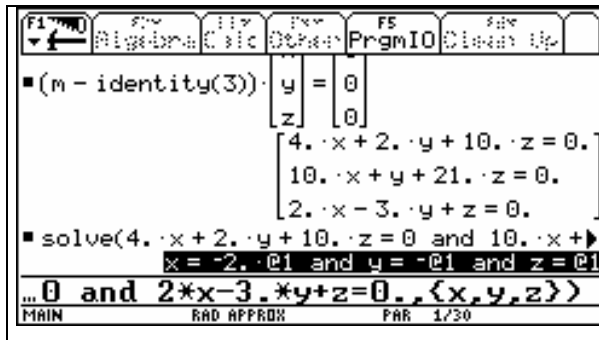 F1 Algebra Calc Other F5 PrgmIO Clean Up
▪(m – identity(3))· y = 0
z 0
4. ·x + 2. ·y + 10. ·z = 0.
10. ·x + y + 21. ·z = 0.
2. ·x – 3. ·y + z = 0.
▪solve(4. ·x + 2. ·y + 10. ·z = 0 and 10. ·x +▶
x = ⁻2. ·@1 and y = ⁻@1 and z = @1
…0 and 2*x-3.*y+z=0.,{x,y,z})
MAIN RAD APPROX PAR 1/30